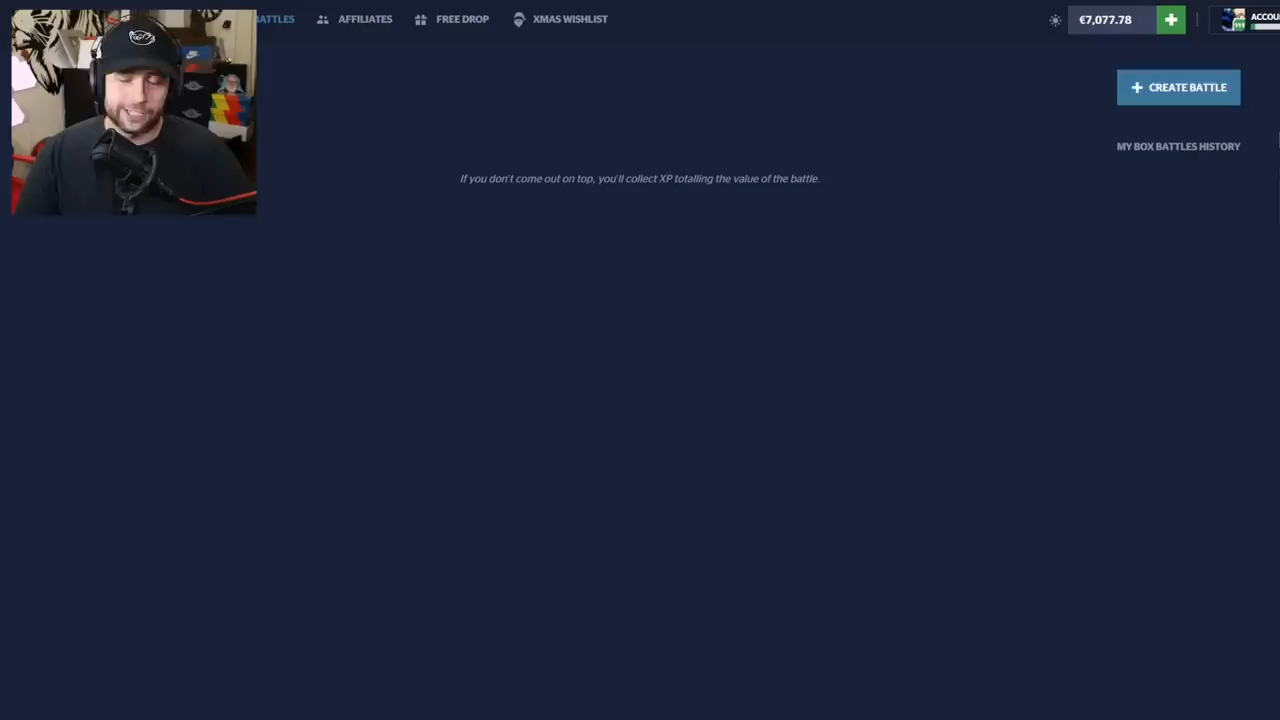 BATTLES
AFFILIATES
FREE DROP
XMAS WISHLIST
€7,077.78
ACCOU
CREATE BATTLE
MY BOX BATTLES HISTORY
If you don't come out on top, you'll collect XP totalling the value of the battle.